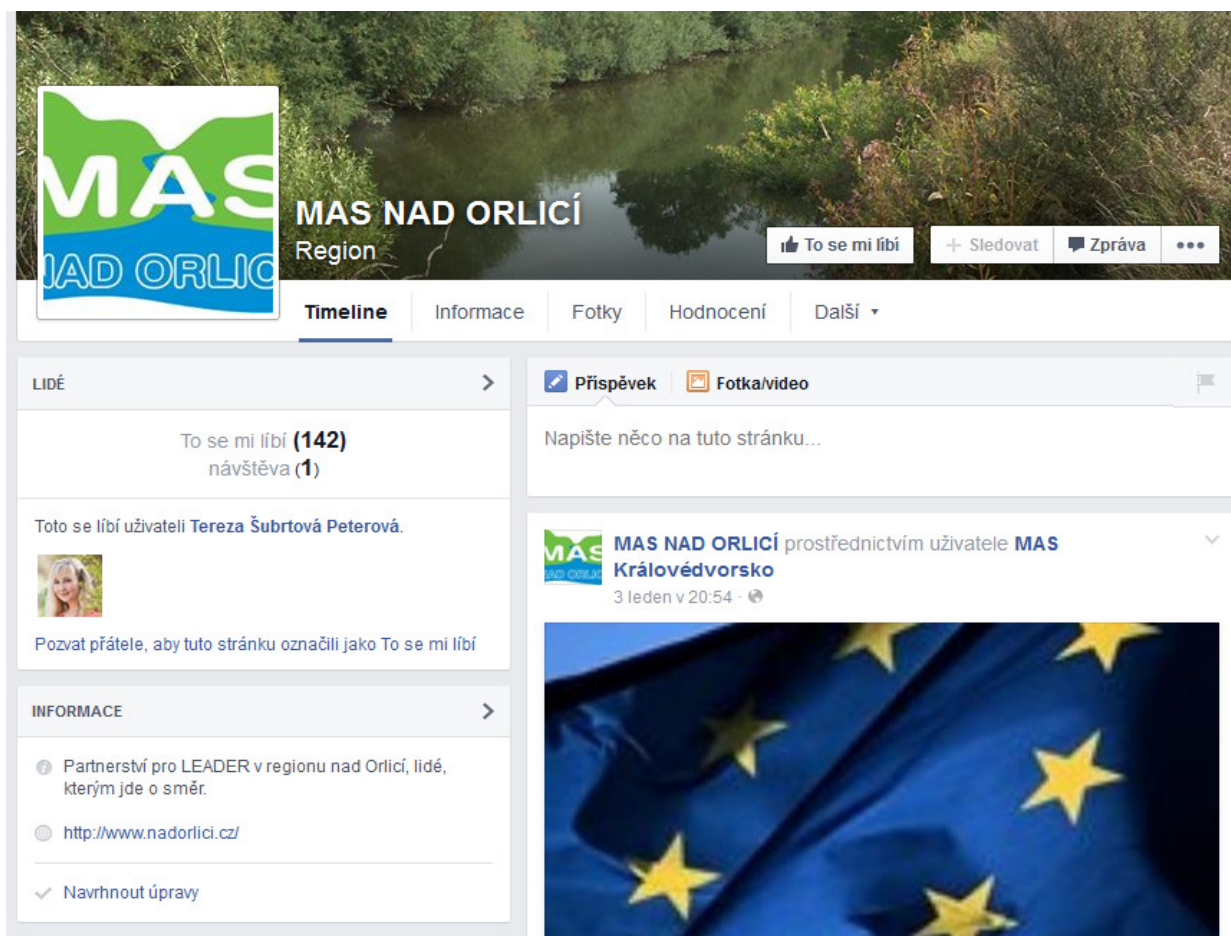 MAS
NAD ORLIC
MAS NAD ORLICÍ
Region
To se mi líbí
+ Sledovat
Zpráva
Timeline
Informace
Fotky
Hodnocení
Další
LIDÉ
To se mi líbí (142)
návštěva (1)
Toto se líbí uživateli Tereza Šubrtová Peterová.
Pozvat přátele, aby tuto stránku označili jako To se mi líbí
INFORMACE
Partnerství pro LEADER v regionu nad Orlicí, lidé,
kterým jde o směr.
http://www.nadorlici.cz/
Navrhnout úpravy
Příspěvek
Fotka/video
Napište něco na tuto stránku...
MAS
NAD ORLIC
MAS NAD ORLICÍ prostřednictvím uživatele MAS
Královédvorsko
3 leden v 20:54 ·